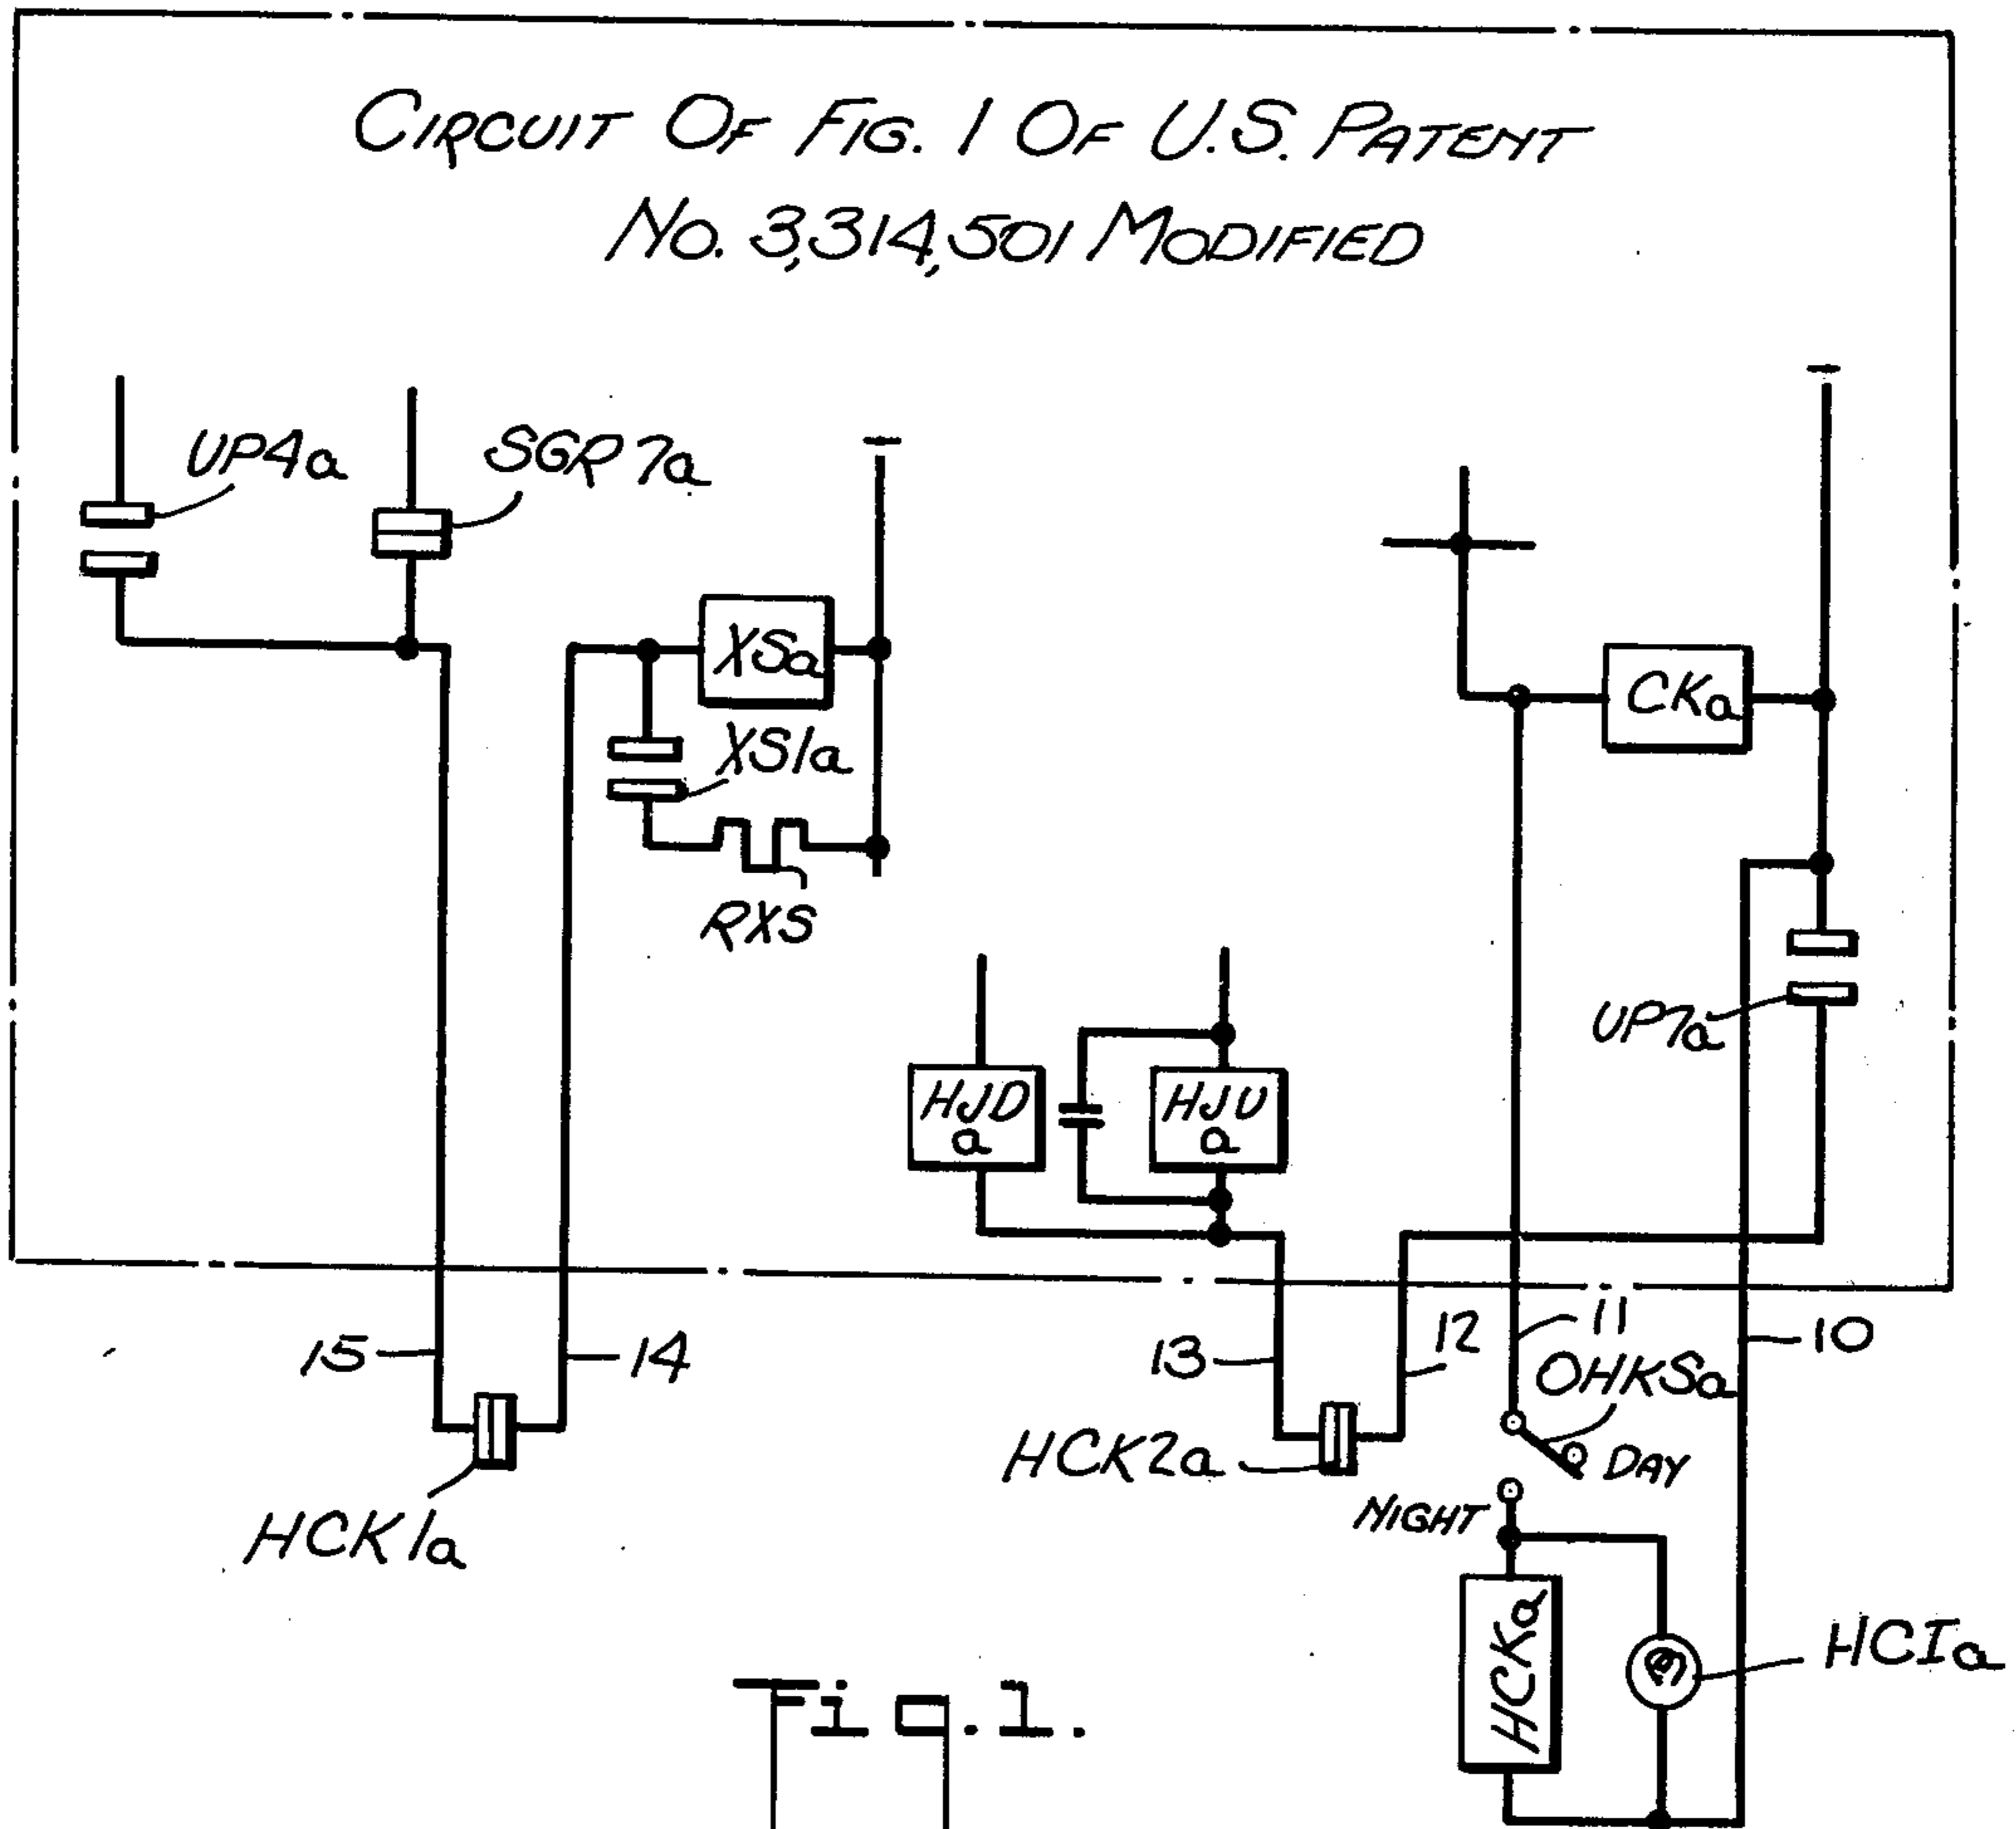 CIRCUIT OF FIG. 1 OF U.S. PATENT
NO. 3,314,501 MODIFIED
UP4a
SGR7a
XSa
CKa
XS1a
RXS
UP7a
HJD
a
HJU
a
15
14
13
12
11
10
OHKSa
HCK2a
DAY
NIGHT
HCK1a
HCKa
HCIa
Fig.1.